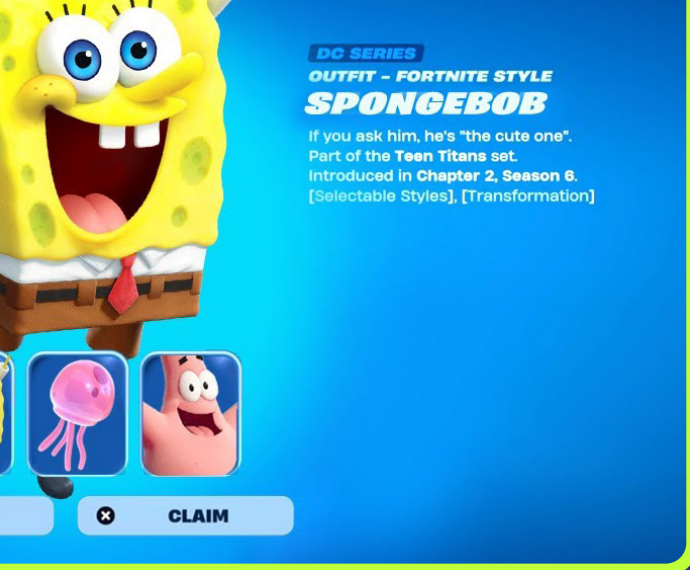 DC SERIES
OUTFIT - FORTNITE STYLE
SPONGEBOB
If you ask him, he's "the cute one".
Part of the Teen Titans set.
Introduced in Chapter 2, Season 6.
[Selectable Styles], [Transformation]
CLAIM